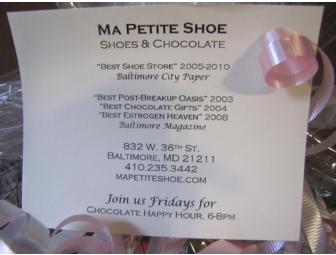 MA PETITE SHOE
SHOES & CHOCOLATE
"BEST SHOE STORE" 2005-2010
Baltimore City Paper
"BEST POST-BREAKUP OASIS" 2003
"BEST CHOCOLATE GIFTS" 2004
"BEST ESTROGEN HEAVEN" 2008
Baltimore Magazine
832 W. 36TH ST.
BALTIMORE, MD 21211
410.235.3442
MAPETITESHOE.COM
Join us Fridays for
CHOCOLATE HAPPY HOUR, 6-8PM